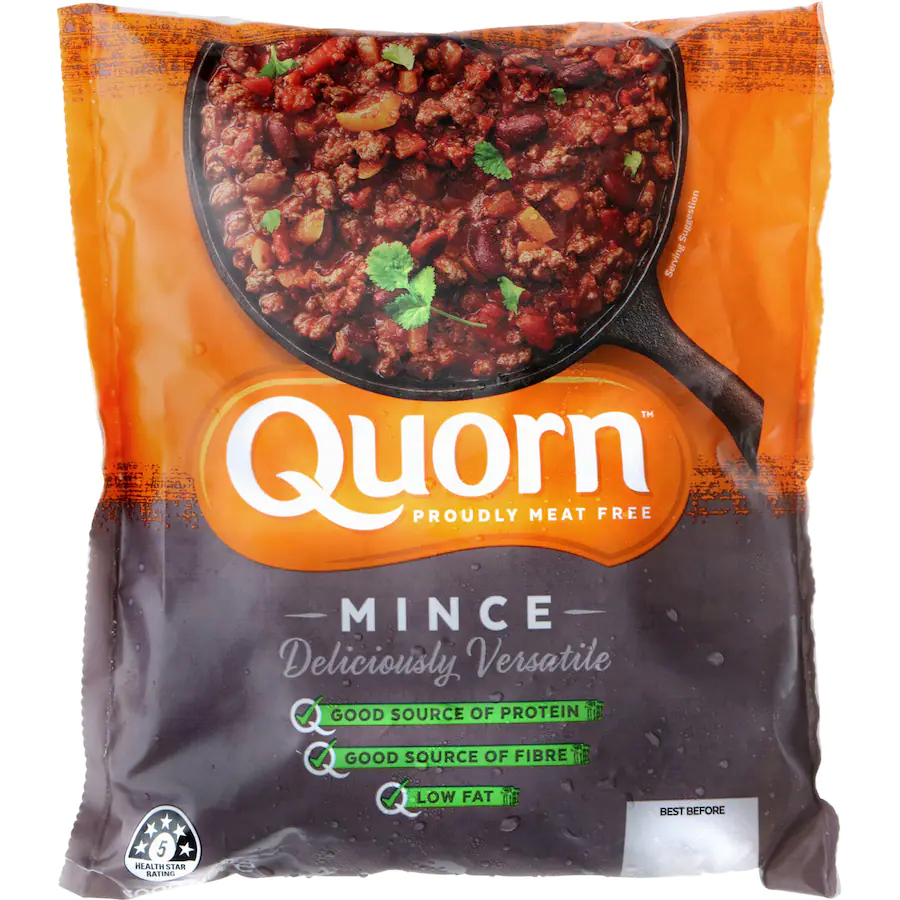 Serving Suggestion
Quorn™
PROUDLY MEAT FREE
MINCE
Deliciously Versatile
GOOD SOURCE OF PROTEIN
GOOD SOURCE OF FIBRE
LOW FAT
5
HEALTH STAR
RATING
BEST BEFORE